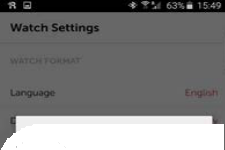 63% 15:49
Watch Settings
WATCH FORMAT
Language English
D